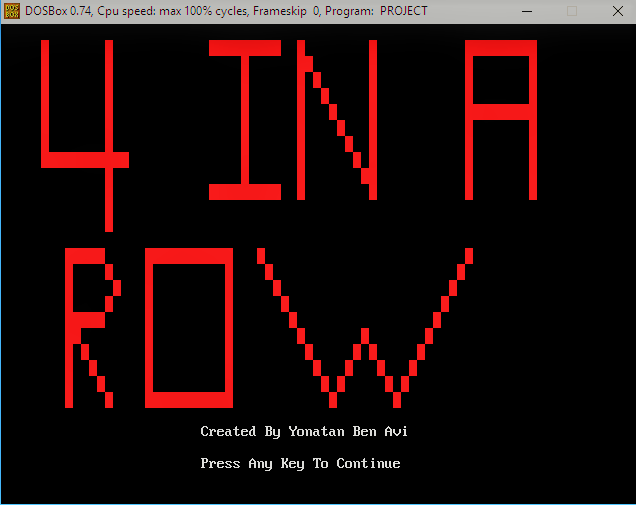 DOSBox 0.74, Cpu speed: max 100% cycles, Frameskip 0, Program: PROJECT
4 IN A
ROW
Created By Yonatan Ben Avi
Press Any Key To Continue